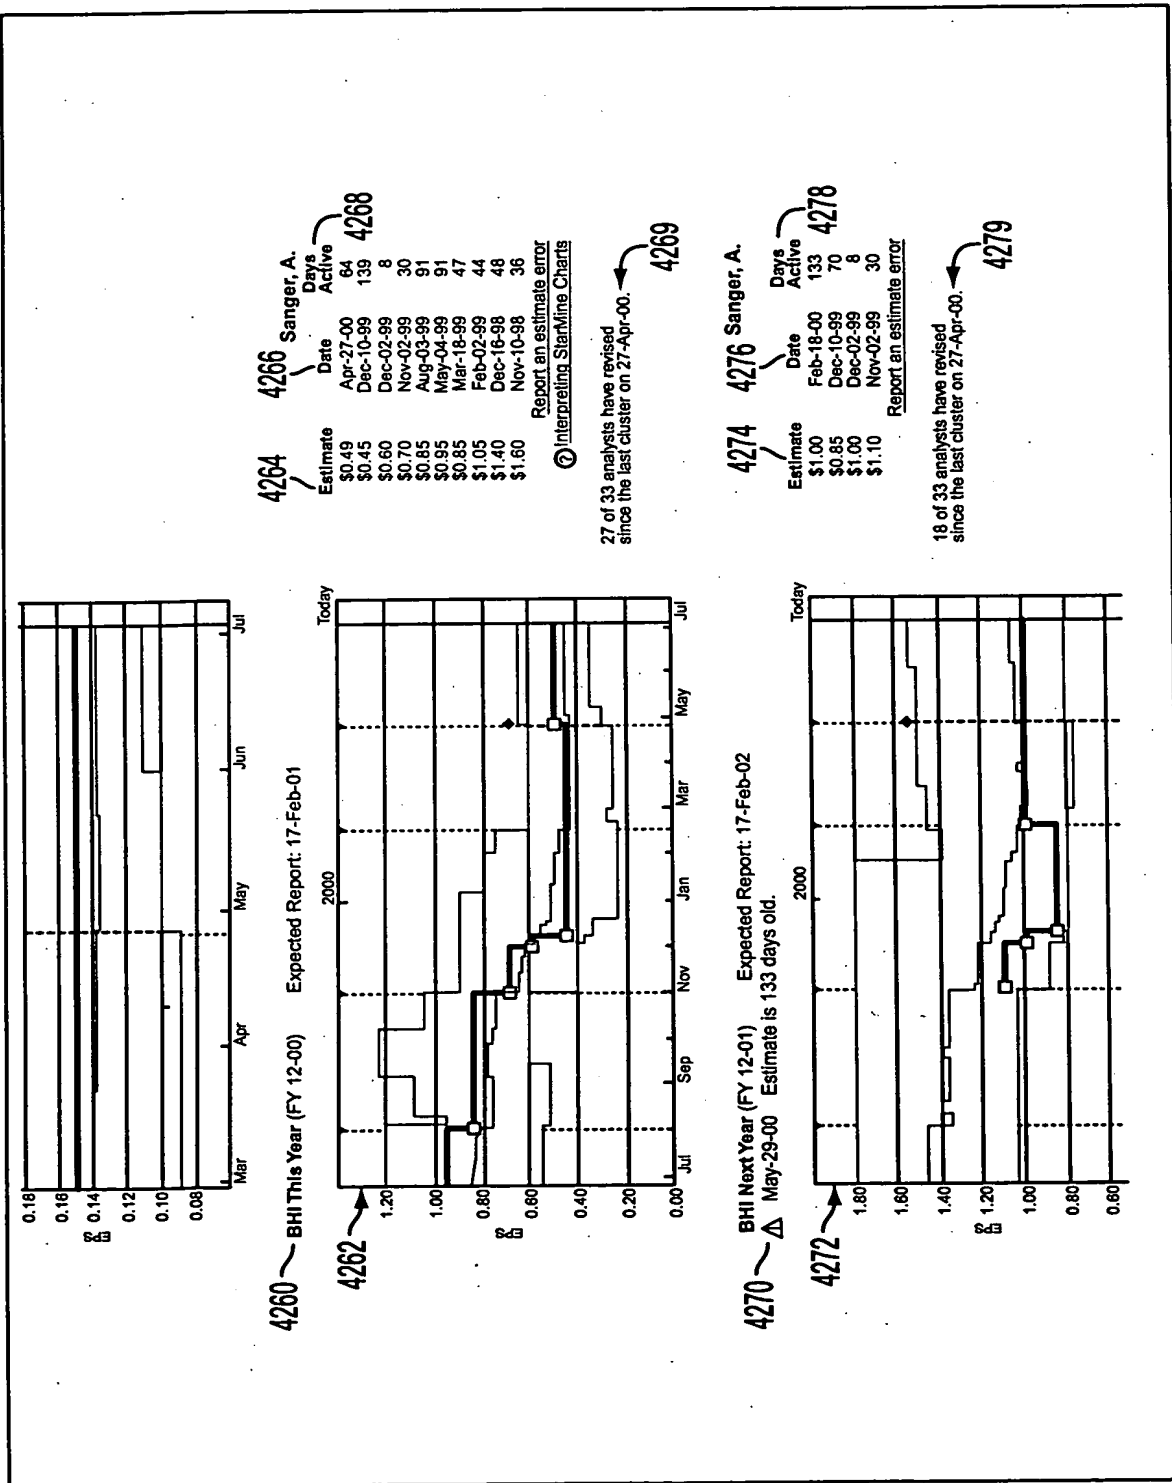 0.18
0.16
0.14
0.12
0.10
0.08
EPS
Mar
Apr
May
Jun
Jul
4260
BHI This Year (FY 12-00) Expected Report: 17-Feb-01
4262
2000
Today
1.20
1.00
0.80
0.60
0.40
0.20
0.00
EPS
Jul
Sep
Nov
Jan
Mar
May
Jul
4264
4266
Sanger, A.
4268
Estimate Date Days Active
$0.49 Apr-27-00 64
$0.45 Dec-10-99 139
$0.60 Dec-02-99 8
$0.70 Nov-02-99 30
$0.85 Aug-03-99 91
$0.95 May-04-99 91
$0.85 Mar-18-99 47
$1.05 Feb-02-99 44
$1.40 Dec-16-98 48
$1.60 Nov-10-98 36
Report an estimate error
? Interpreting StarMine Charts
27 of 33 analysts have revised
since the last cluster on 27-Apr-00.
4269
BHI Next Year (FY 12-01) Expected Report: 17-Feb-02
4270
May-29-00 Estimate is 133 days old.
4272
2000
Today
1.80
1.60
1.40
1.20
1.00
0.80
0.60
EPS
4274
4276
Sanger, A.
4278
Estimate Date Days Active
$1.00 Feb-18-00 133
$0.85 Dec-10-99 70
$1.00 Dec-02-99 8
$1.10 Nov-02-99 30
Report an estimate error
18 of 33 analysts have revised
since the last cluster on 27-Apr-00.
4279